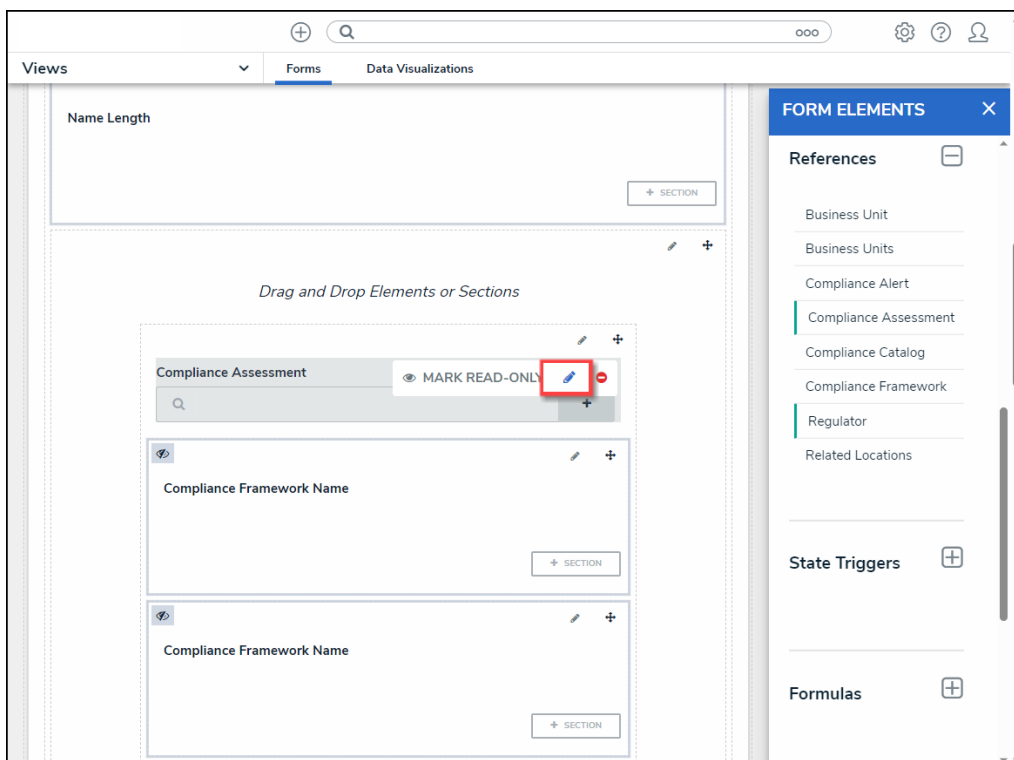 Views
Forms
Data Visualizations
Name Length
+ SECTION
Drag and Drop Elements or Sections
Compliance Assessment
MARK READ-ONLY
+
Compliance Framework Name
+ SECTION
Compliance Framework Name
+ SECTION
FORM ELEMENTS
References
Business Unit
Business Units
Compliance Alert
Compliance Assessment
Compliance Catalog
Compliance Framework
Regulator
Related Locations
State Triggers
Formulas